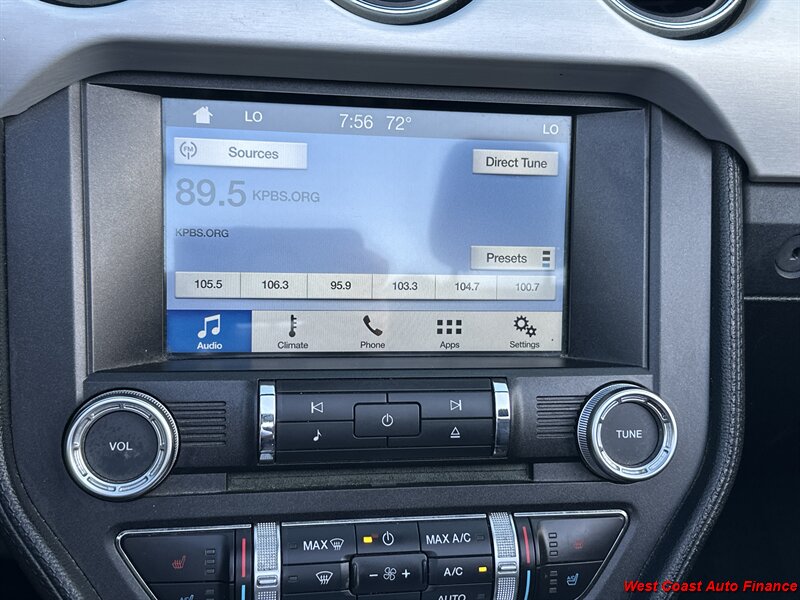 LO 7:56 72° LO
FM Sources
Direct Tune
89.5 KPBS.ORG
KPBS.ORG
Presets
105.5 106.3 95.9 103.3 104.7 100.7
Audio Climate Phone Apps Settings
VOL
TUNE
MAX MAX A/C
- +
A/C
AUTO
West Coast Auto Finance